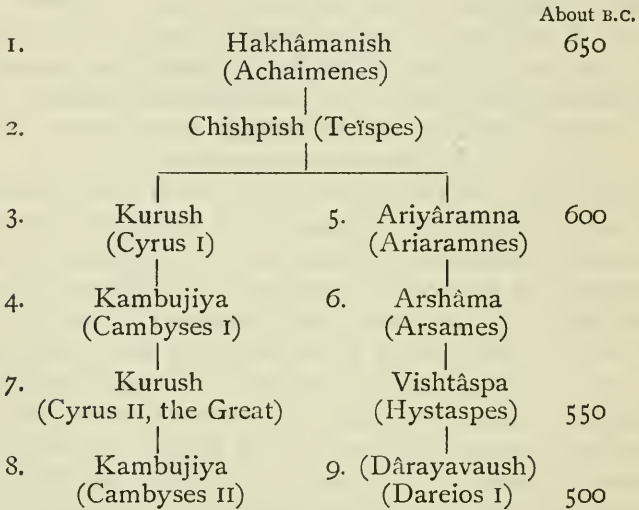 About B.C.
1. Hakhâmanish 650
(Achaimenes)
2. Chishpish (Teïspes)
3. Kurush 5. Ariyâramna 600
(Cyrus I) (Ariaramnes)
4. Kambujiya 6. Arshâma
(Cambyses I) (Arsames)
7. Kurush Vishtâspa
(Cyrus II, the Great) (Hystaspes) 550
8. Kambujiya 9. (Dârayavaush)
(Cambyses II) (Dareios I) 500